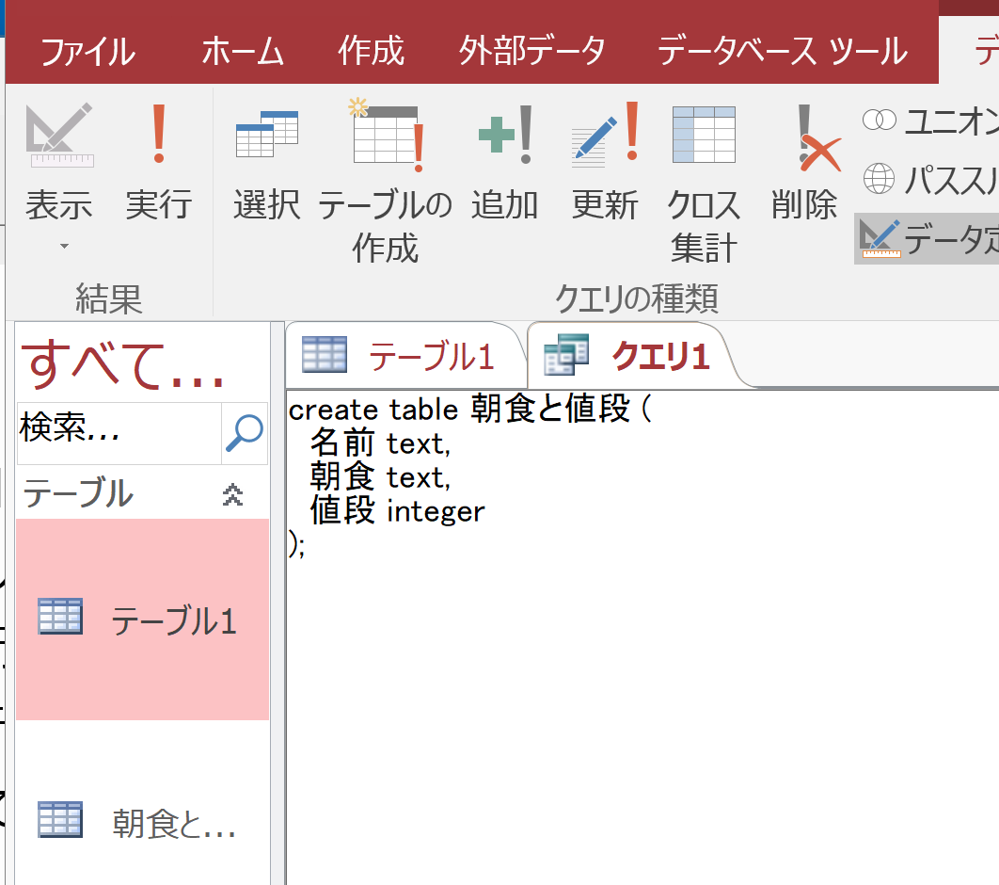 ファイル ホーム 作成 外部データ データベース ツール デ
表示 実行 選択 テーブルの 追加 更新 クロス 削除 ユニオン
作成 集計 パススル
データ定
結果 クエリの種類
すべて...
検索...
テーブル
テーブル1
朝食と...
テーブル1 クエリ1
create table 朝食と値段 (
名前 text,
朝食 text,
値段 integer
);